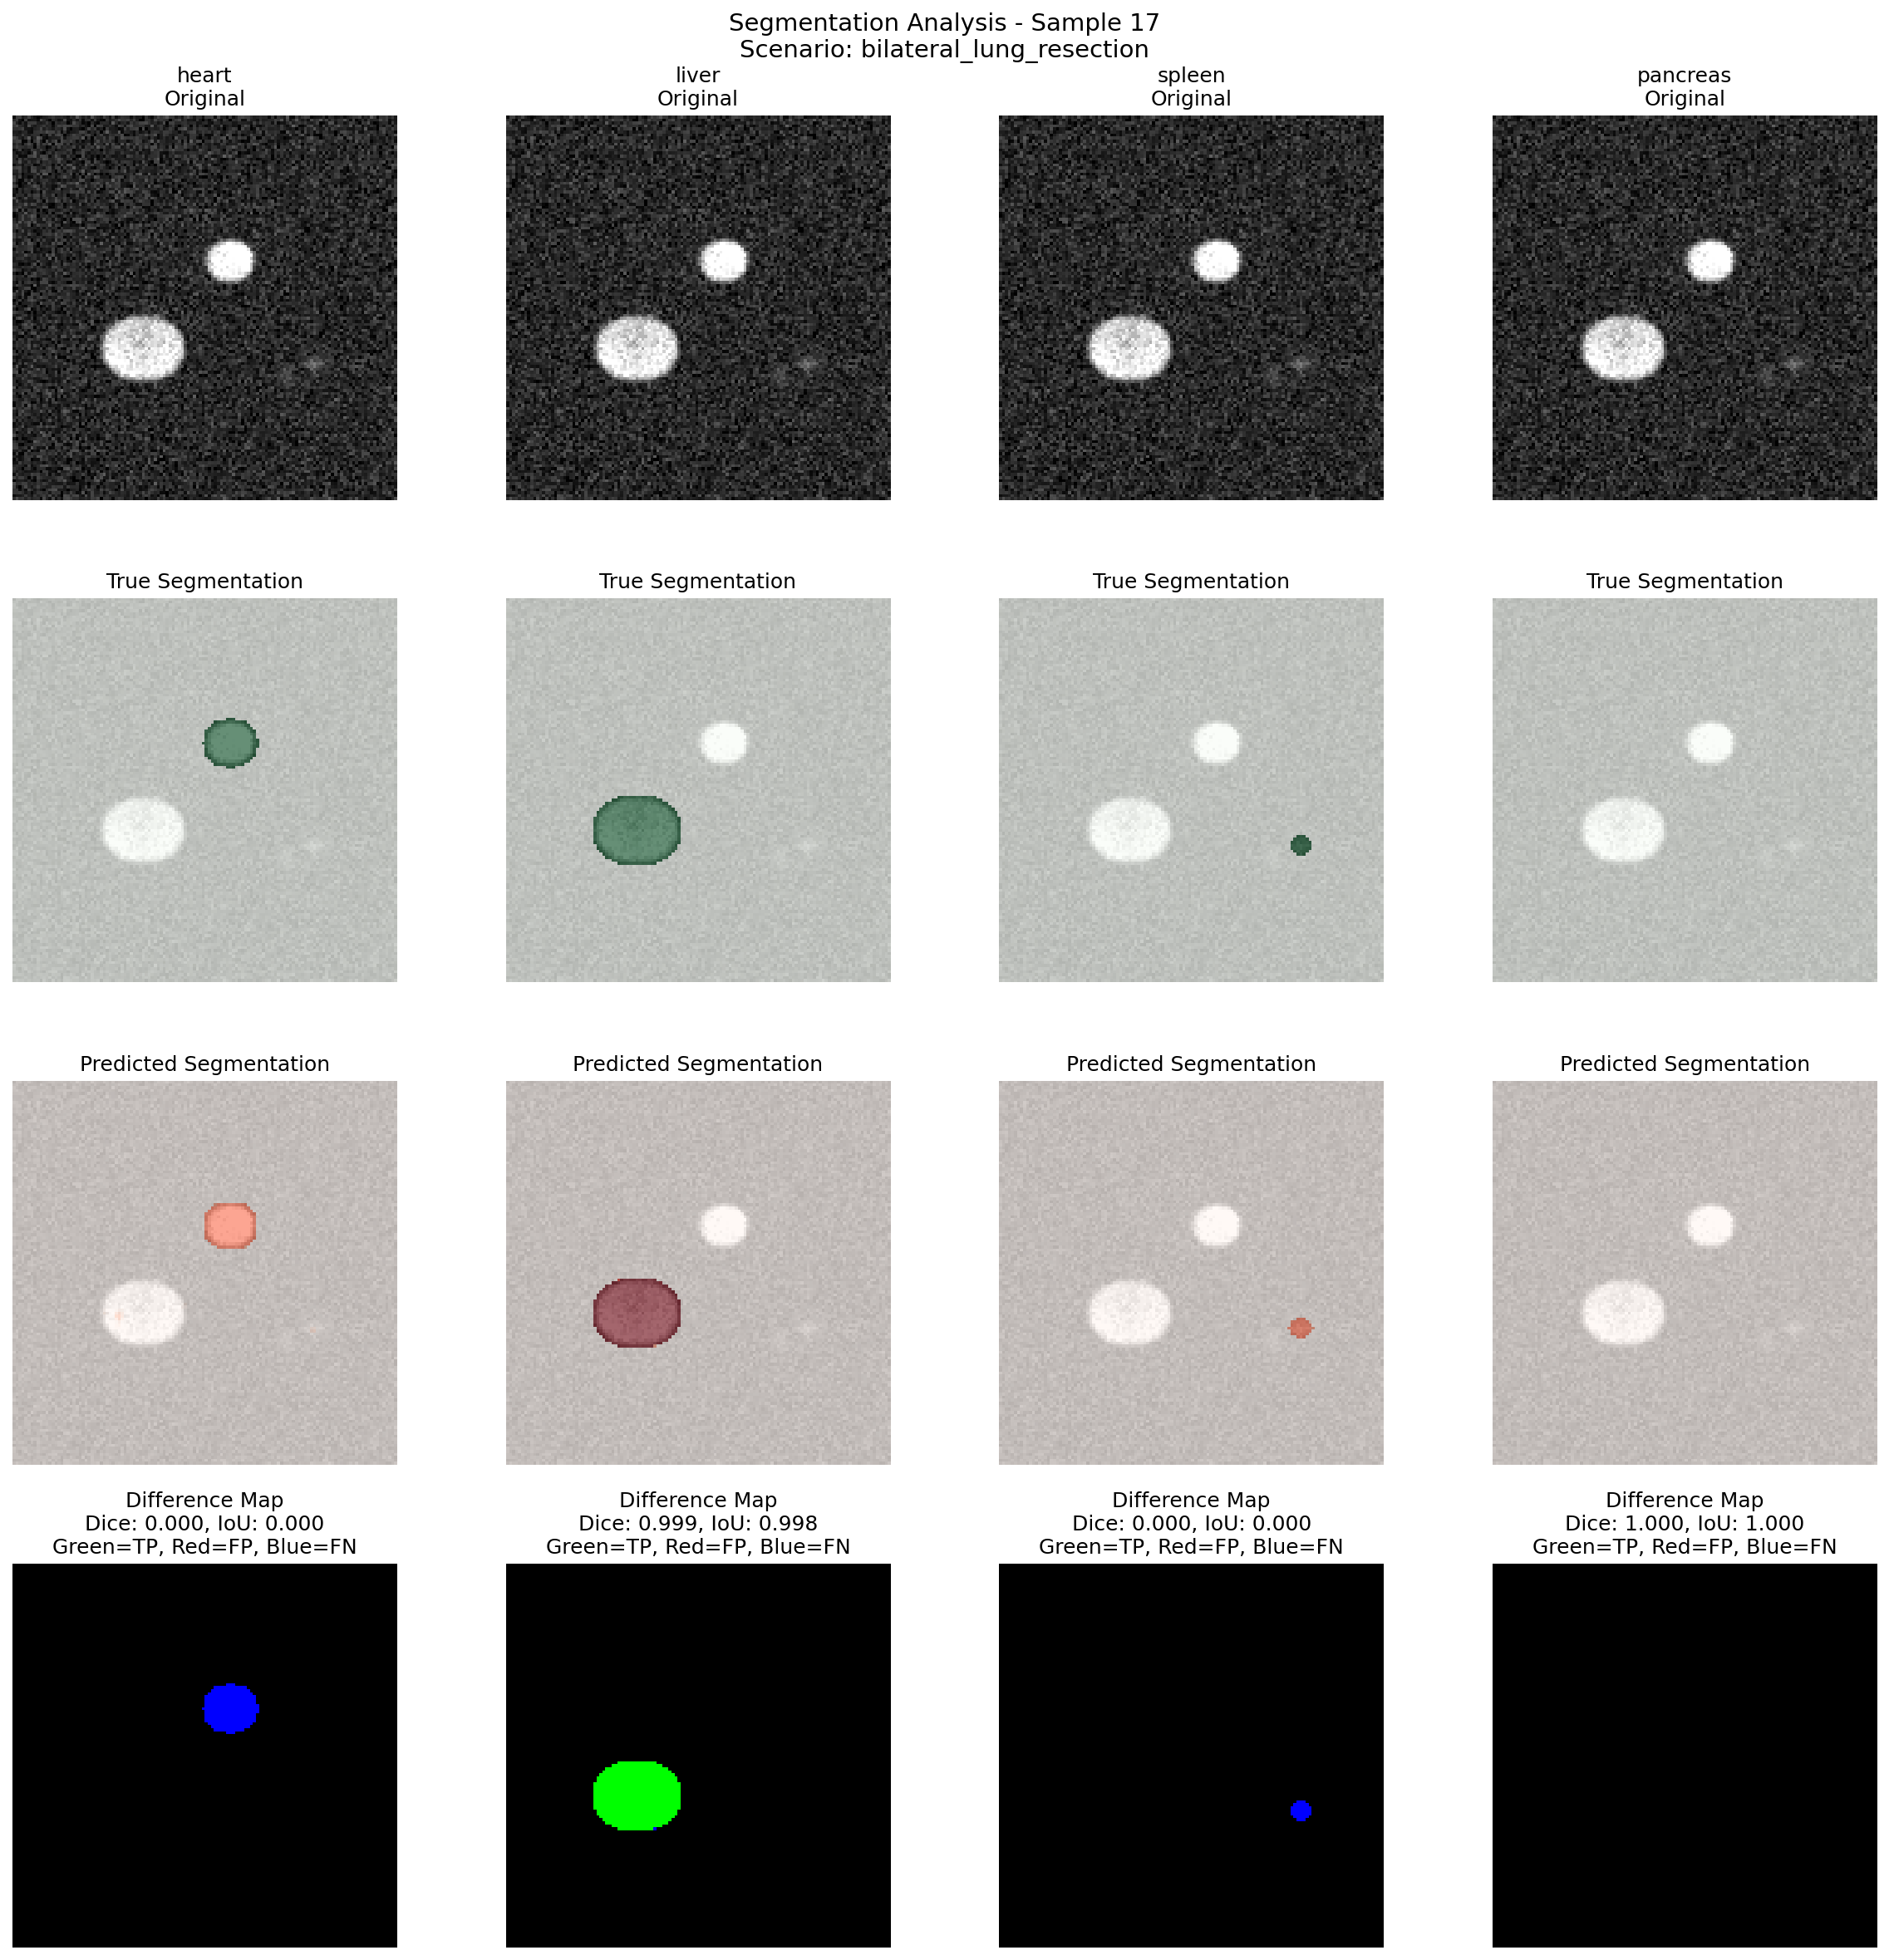 Segmentation Analysis - Sample 17
Scenario: bilateral_lung_resection
heart
Original
liver
Original
spleen
Original
pancreas
Original
True Segmentation
True Segmentation
True Segmentation
True Segmentation
Predicted Segmentation
Predicted Segmentation
Predicted Segmentation
Predicted Segmentation
Difference Map
Dice: 0.000, IoU: 0.000
Green=TP, Red=FP, Blue=FN
Difference Map
Dice: 0.999, IoU: 0.998
Green=TP, Red=FP, Blue=FN
Difference Map
Dice: 0.000, IoU: 0.000
Green=TP, Red=FP, Blue=FN
Difference Map
Dice: 1.000, IoU: 1.000
Green=TP, Red=FP, Blue=FN